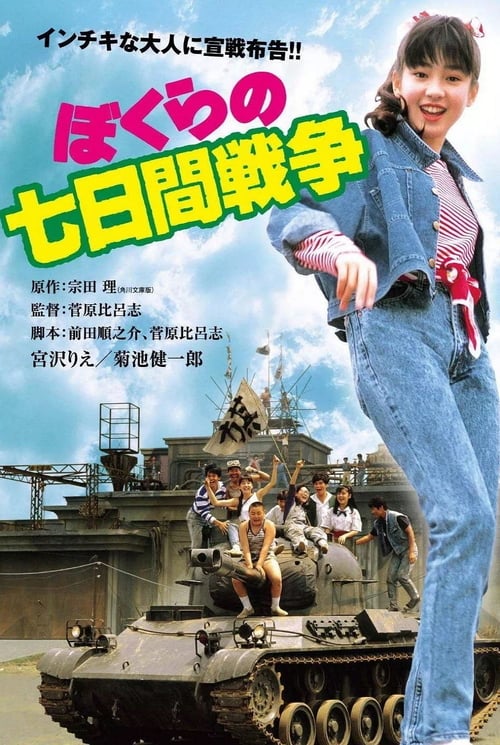 インチキな大人に宣戦布告!!
ぼくらの
七日間戦争
原作:宗田 理(角川文庫版)
監督:菅原比呂志
脚本:前田順之介、菅原比呂志
宮沢りえ/菊池健一郎